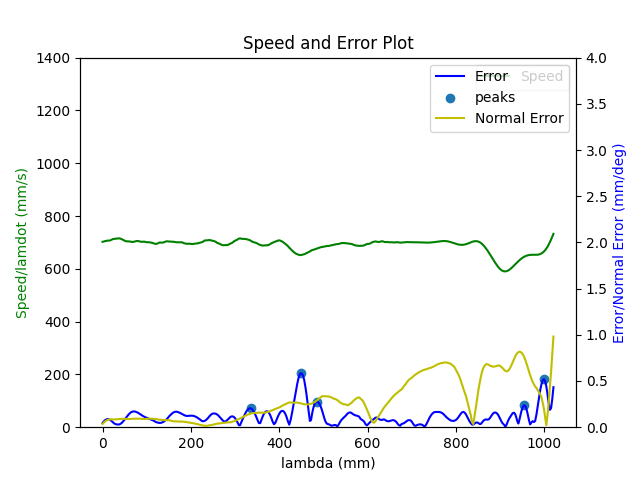 Speed and Error Plot
1400
1200
1000
800
600
400
200
0
Speed/lamdot (mm/s)
4.0
3.5
3.0
2.5
2.0
1.5
1.0
0.5
0.0
Error/Normal Error (mm/deg)
Speed
Error
peaks
Normal Error
0
200
400
600
800
1000
lambda (mm)